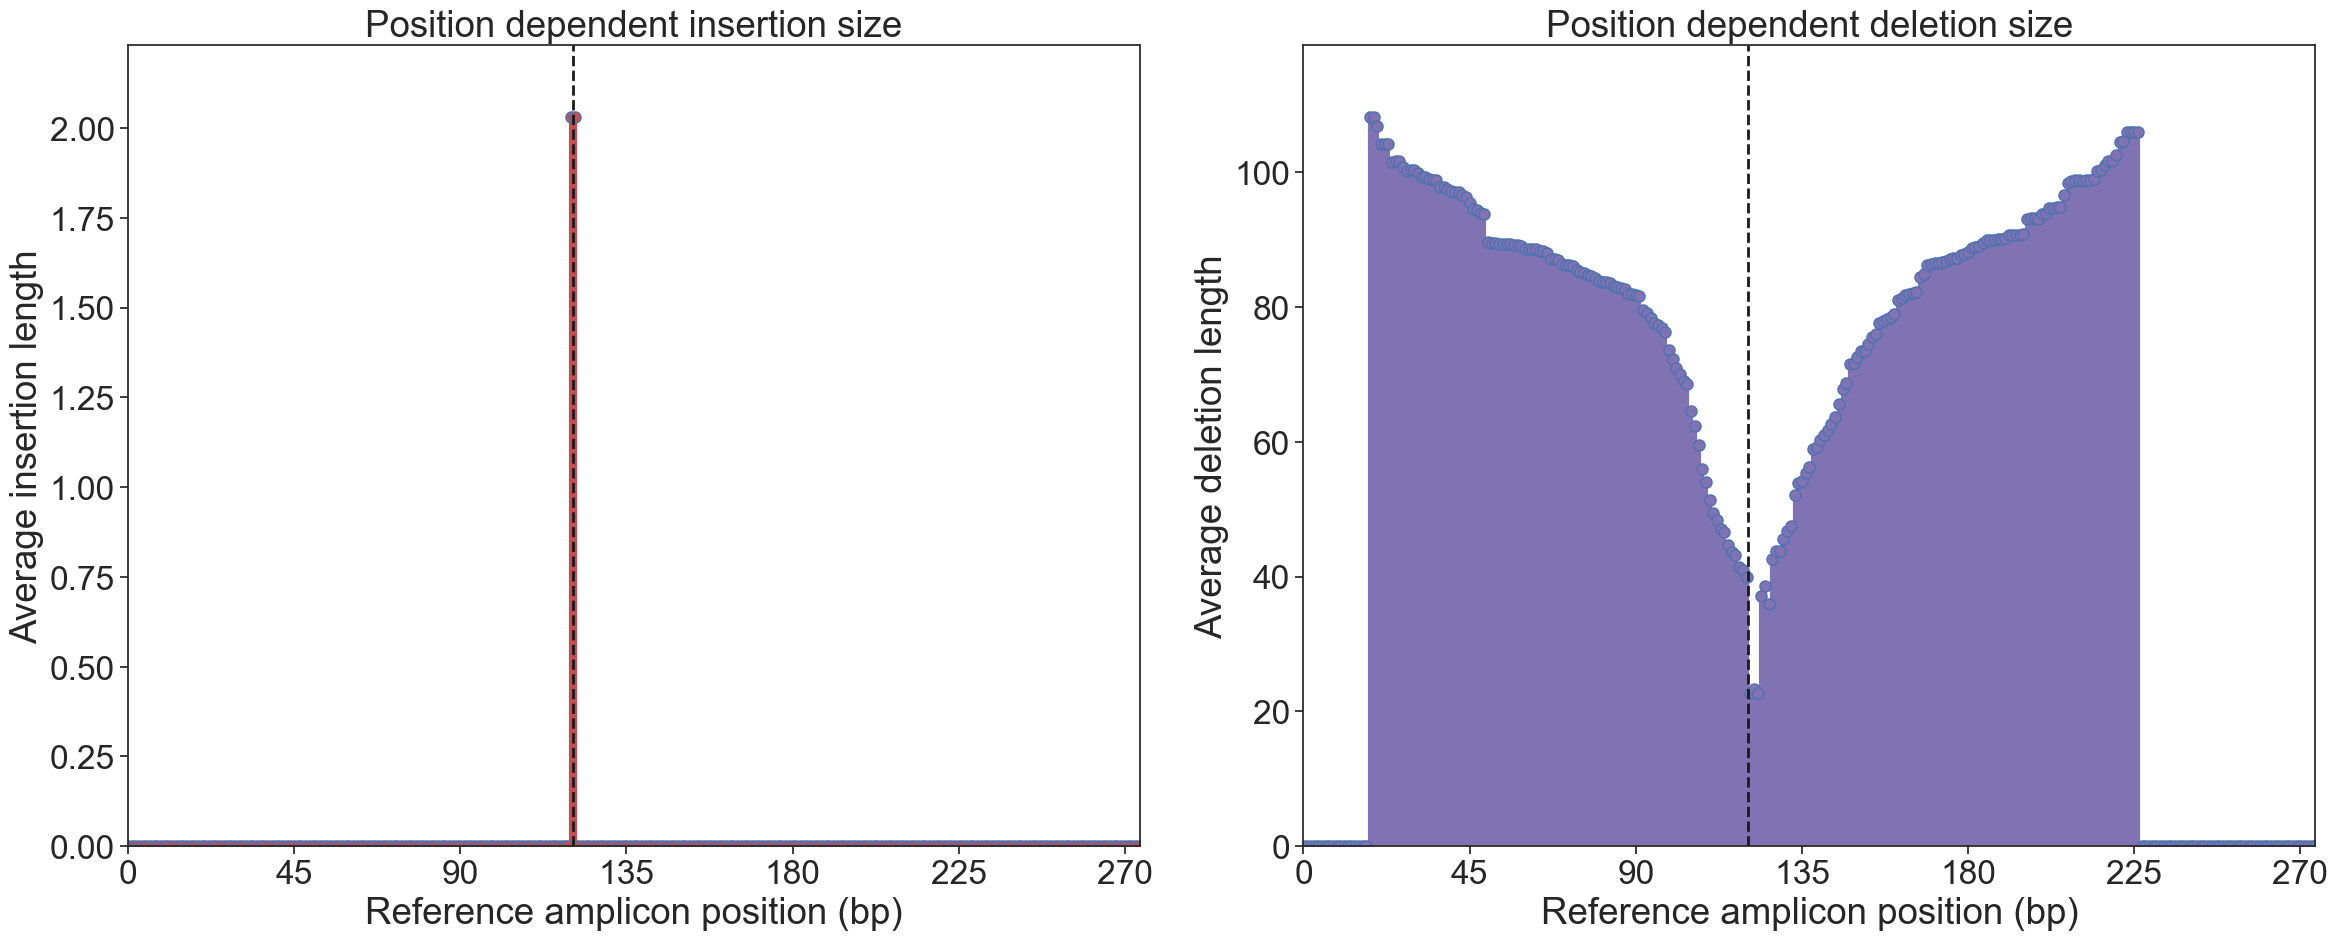 Position dependent insertion size
Average insertion length
2.00
1.75
1.50
1.25
1.00
0.75
0.50
0.25
0.00
0 45 90 135 180 225 270
Reference amplicon position (bp)
Position dependent deletion size
Average deletion length
100
80
60
40
20
0
0 45 90 135 180 225 270
Reference amplicon position (bp)